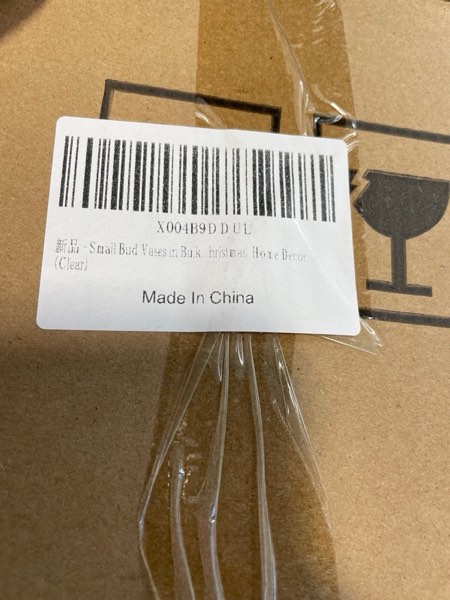 X004B9DDUL
新品 - Small Bud Vases in Bulk, Christmas, Home Decor
(Clear)
Made In China